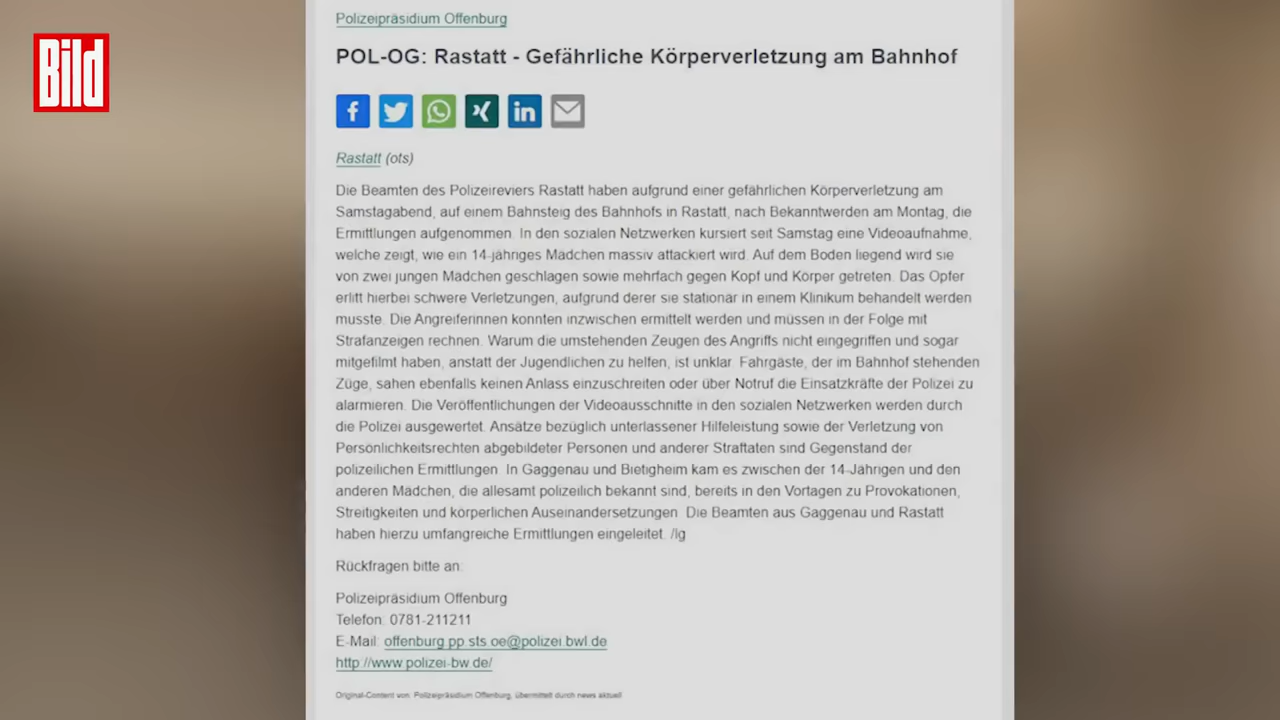 Bild
Polizeipräsidium Offenburg
POL-OG: Rastatt - Gefährliche Körperverletzung am Bahnhof
Rastatt (ots)
Die Beamten des Polizeireviers Rastatt haben aufgrund einer gefährlichen Körperverletzung am
Samstagabend, auf einem Bahnsteig des Bahnhofs in Rastatt, nach Bekanntwerden am Montag, die
Ermittlungen aufgenommen. In den sozialen Netzwerken kursiert seit Samstag eine Videoaufnahme,
welche zeigt, wie ein 14-jähriges Mädchen massiv attackiert wird. Auf dem Boden liegend wird sie
von zwei jungen Mädchen geschlagen sowie mehrfach gegen Kopf und Körper getreten. Das Opfer
erlitt hierbei schwere Verletzungen, aufgrund derer sie stationär in einem Klinikum behandelt werden
musste. Die Angreiferinnen konnten inzwischen ermittelt werden und müssen in der Folge mit
Strafanzeigen rechnen. Warum die umstehenden Zeugen des Angriffs nicht eingegriffen und sogar
mitgefilmt haben, anstatt der Jugendlichen zu helfen, ist unklar. Fahrgäste, der im Bahnhof stehenden
Züge, sahen ebenfalls keinen Anlass einzuschreiten oder über Notruf die Einsatzkräfte der Polizei zu
alarmieren. Die Veröffentlichungen der Videoausschnitte in den sozialen Netzwerken werden durch
die Polizei ausgewertet. Ansätze bezüglich unterlassener Hilfeleistung sowie der Verletzung von
Persönlichkeitsrechten abgebildeter Personen und anderer Straftaten sind Gegenstand der
polizeilichen Ermittlungen. In Gaggenau und Bietigheim kam es zwischen der 14-Jährigen und den
anderen Mädchen, die allesamt polizeilich bekannt sind, bereits in den Vortagen zu Provokationen,
Streitigkeiten und körperlichen Auseinandersetzungen. Die Beamten aus Gaggenau und Rastatt
haben hierzu umfangreiche Ermittlungen eingeleitet. /lg
Rückfragen bitte an:
Polizeipräsidium Offenburg
Telefon: 0781-211211
E-Mail: offenburg.pp.sts.oe@polizei.bwl.de
http://www.polizei-bw.de/
Original-Content von: Polizeipräsidium Offenburg, übermittelt durch news aktuell